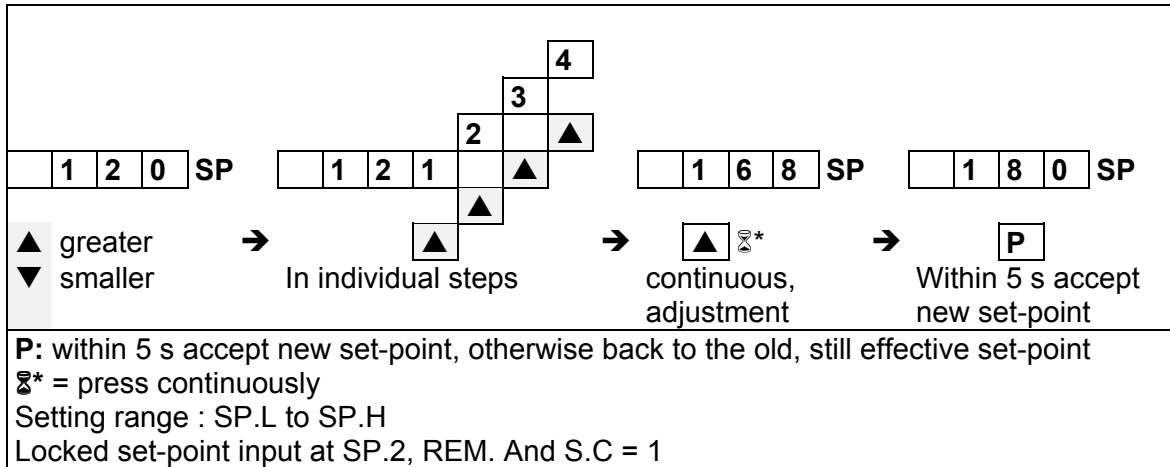 4
3
2 ▲
1 2 0 SP 1 2 1 ▲ 1 6 8 SP 1 8 0 SP
▲
▲ greater ➔ ▲ ➔ ▲ ⌛* ➔ P
▼ smaller In individual steps continuous, Within 5 s accept
adjustment new set-point
P: within 5 s accept new set-point, otherwise back to the old, still effective set-point
⌛* = press continuously
Setting range : SP.L to SP.H
Locked set-point input at SP.2, REM. And S.C = 1